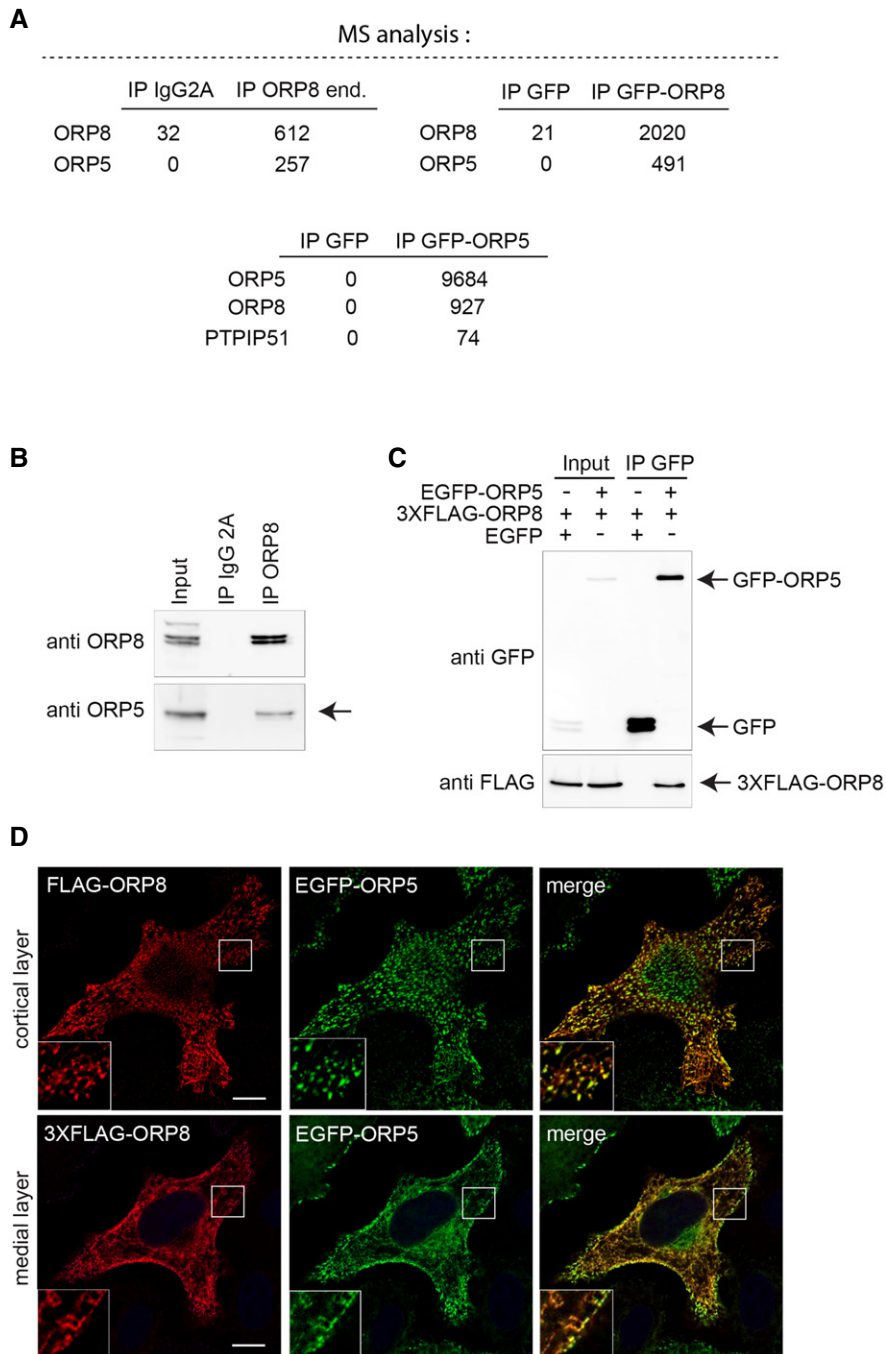 A
MS analysis :
IP IgG2A IP ORP8 end.
ORP8 32 612
ORP5 0 257
IP GFP IP GFP-ORP8
ORP8 21 2020
ORP5 0 491
IP GFP IP GFP-ORP5
ORP5 0 9684
ORP8 0 927
PTPIP51 0 74
B
Input
IP IgG 2A
IP ORP8
anti ORP8
anti ORP5
C
Input IP GFP
EGFP-ORP5 - + - +
3XFLAG-ORP8 + + + +
EGFP + - + -
GFP-ORP5
anti GFP
GFP
anti FLAG
3XFLAG-ORP8
D
cortical layer
FLAG-ORP8
EGFP-ORP5
merge
medial layer
3XFLAG-ORP8
EGFP-ORP5
merge